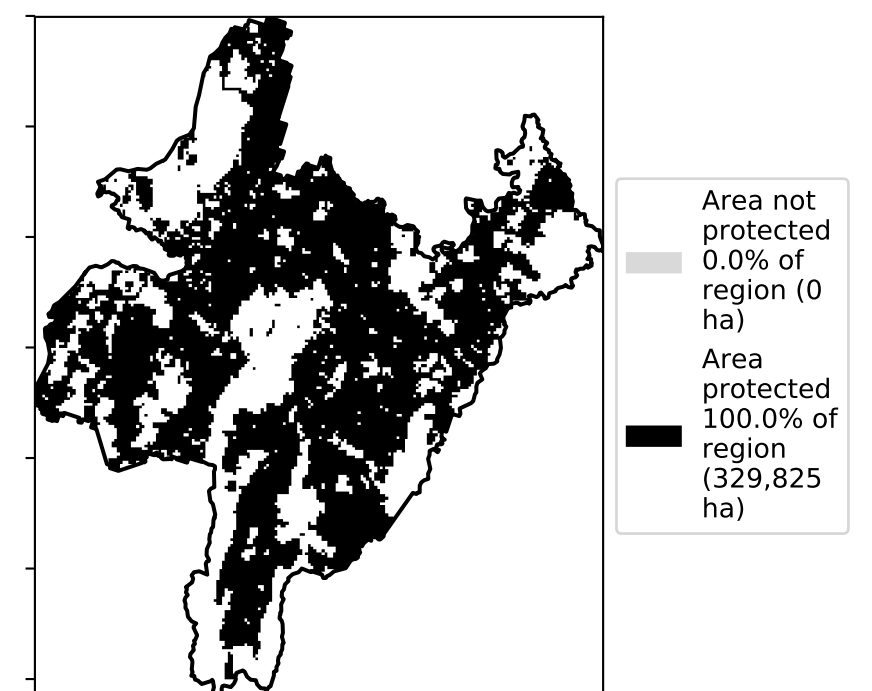 Area not
protected
0.0% of
region (0
ha)
Area
protected
100.0% of
region
(329,825
ha)